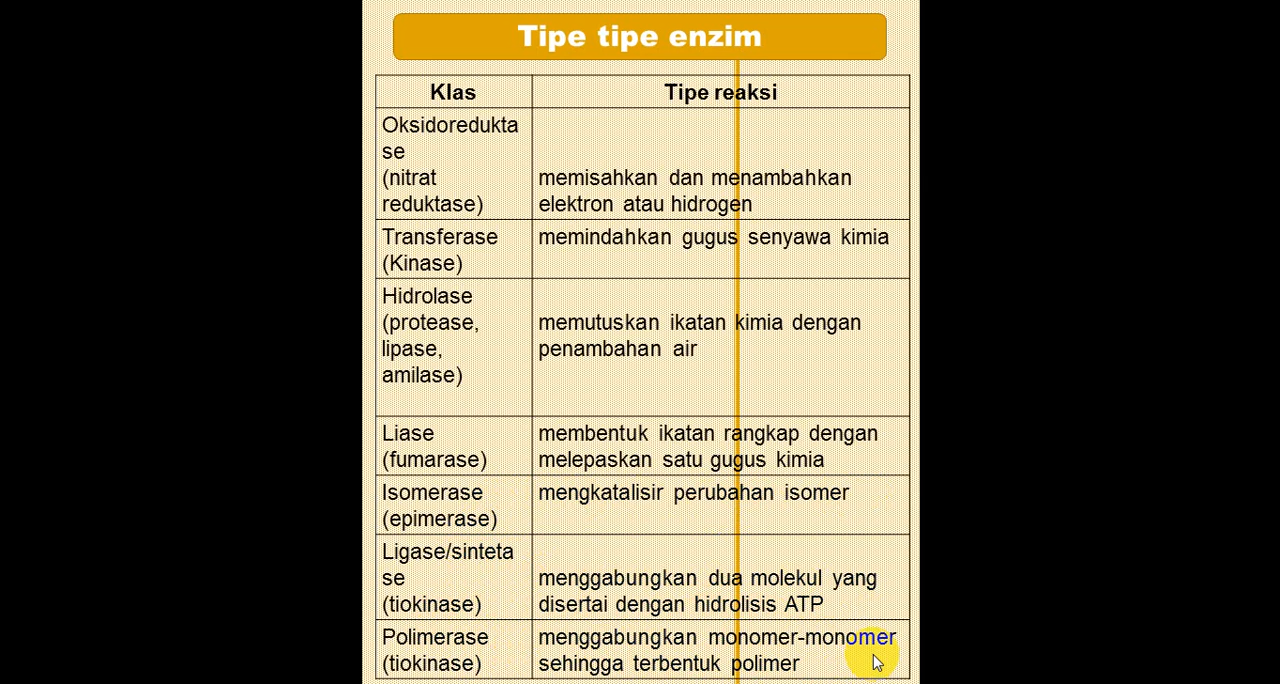 Tipe tipe enzim
Klas
Tipe reaksi
Oksidoredukta
se
(nitrat
reduktase)
memisahkan dan menambahkan
elektron atau hidrogen
Transferase
(Kinase)
memindahkan gugus senyawa kimia
Hidrolase
(protease,
lipase,
amilase)
memutuskan ikatan kimia dengan
penambahan air
Liase
(fumarase)
membentuk ikatan rangkap dengan
melepaskan satu gugus kimia
Isomerase
(epimerase)
mengkatalisir perubahan isomer
Ligase/sinteta
se
(tiokinase)
menggabungkan dua molekul yang
disertai dengan hidrolisis ATP
Polimerase
(tiokinase)
menggabungkan monomer-monomer
sehingga terbentuk polimer